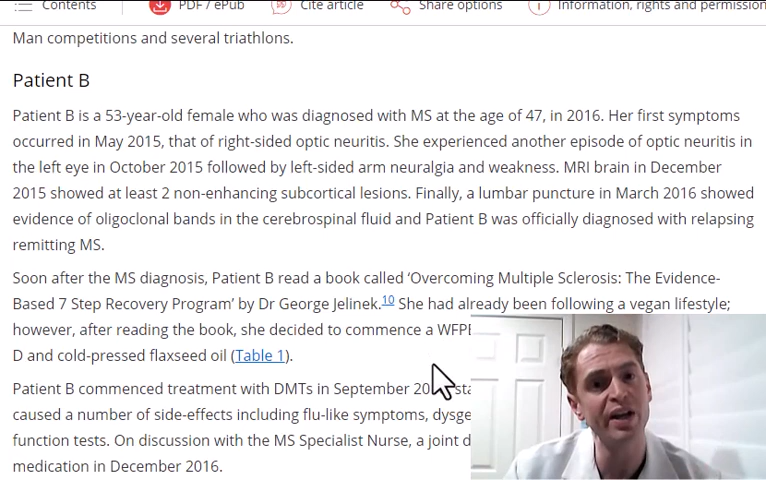 Contents PDF / ePub Cite article Share options Information, rights and permission
Man competitions and several triathlons.
Patient B
Patient B is a 53-year-old female who was diagnosed with MS at the age of 47, in 2016. Her first symptoms
occurred in May 2015, that of right-sided optic neuritis. She experienced another episode of optic neuritis in
the left eye in October 2015 followed by left-sided arm neuralgia and weakness. MRI brain in December
2015 showed at least 2 non-enhancing subcortical lesions. Finally, a lumbar puncture in March 2016 showed
evidence of oligoclonal bands in the cerebrospinal fluid and Patient B was officially diagnosed with relapsing
remitting MS.
Soon after the MS diagnosis, Patient B read a book called ‘Overcoming Multiple Sclerosis: The Evidence-
Based 7 Step Recovery Program’ by Dr George Jelinek.10 She had already been following a vegan lifestyle;
however, after reading the book, she decided to commence a WFP
D and cold-pressed flaxseed oil (Table 1).
Patient B commenced treatment with DMTs in September 20
caused a number of side-effects including flu-like symptoms, dysge
function tests. On discussion with the MS Specialist Nurse, a joint d
medication in December 2016.